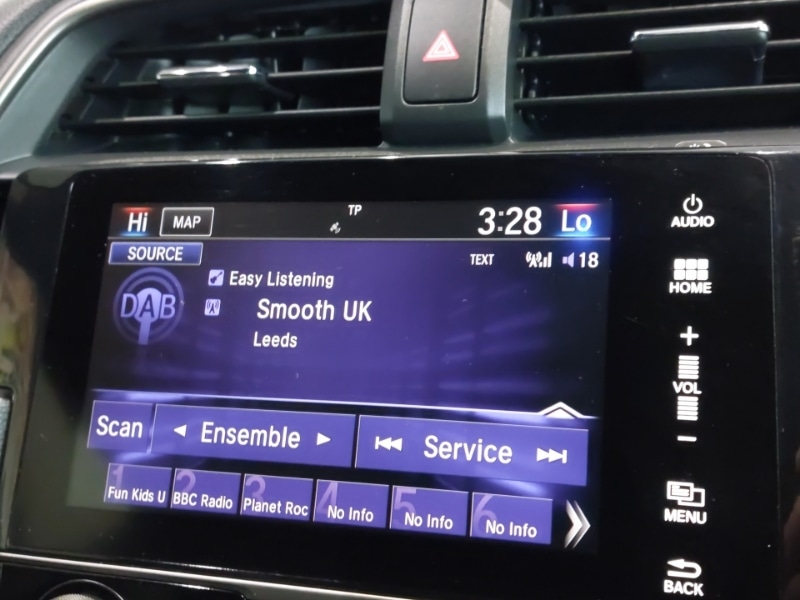 Hi MAP TP 3:28 Lo
SOURCE TEXT 18
DAB Easy Listening
Smooth UK
Leeds
Scan Ensemble Service
1 2 3 4 5 6
Fun Kids U BBC Radio Planet Roc No Info No Info No Info
AUDIO
HOME
+
VOL
-
MENU
BACK